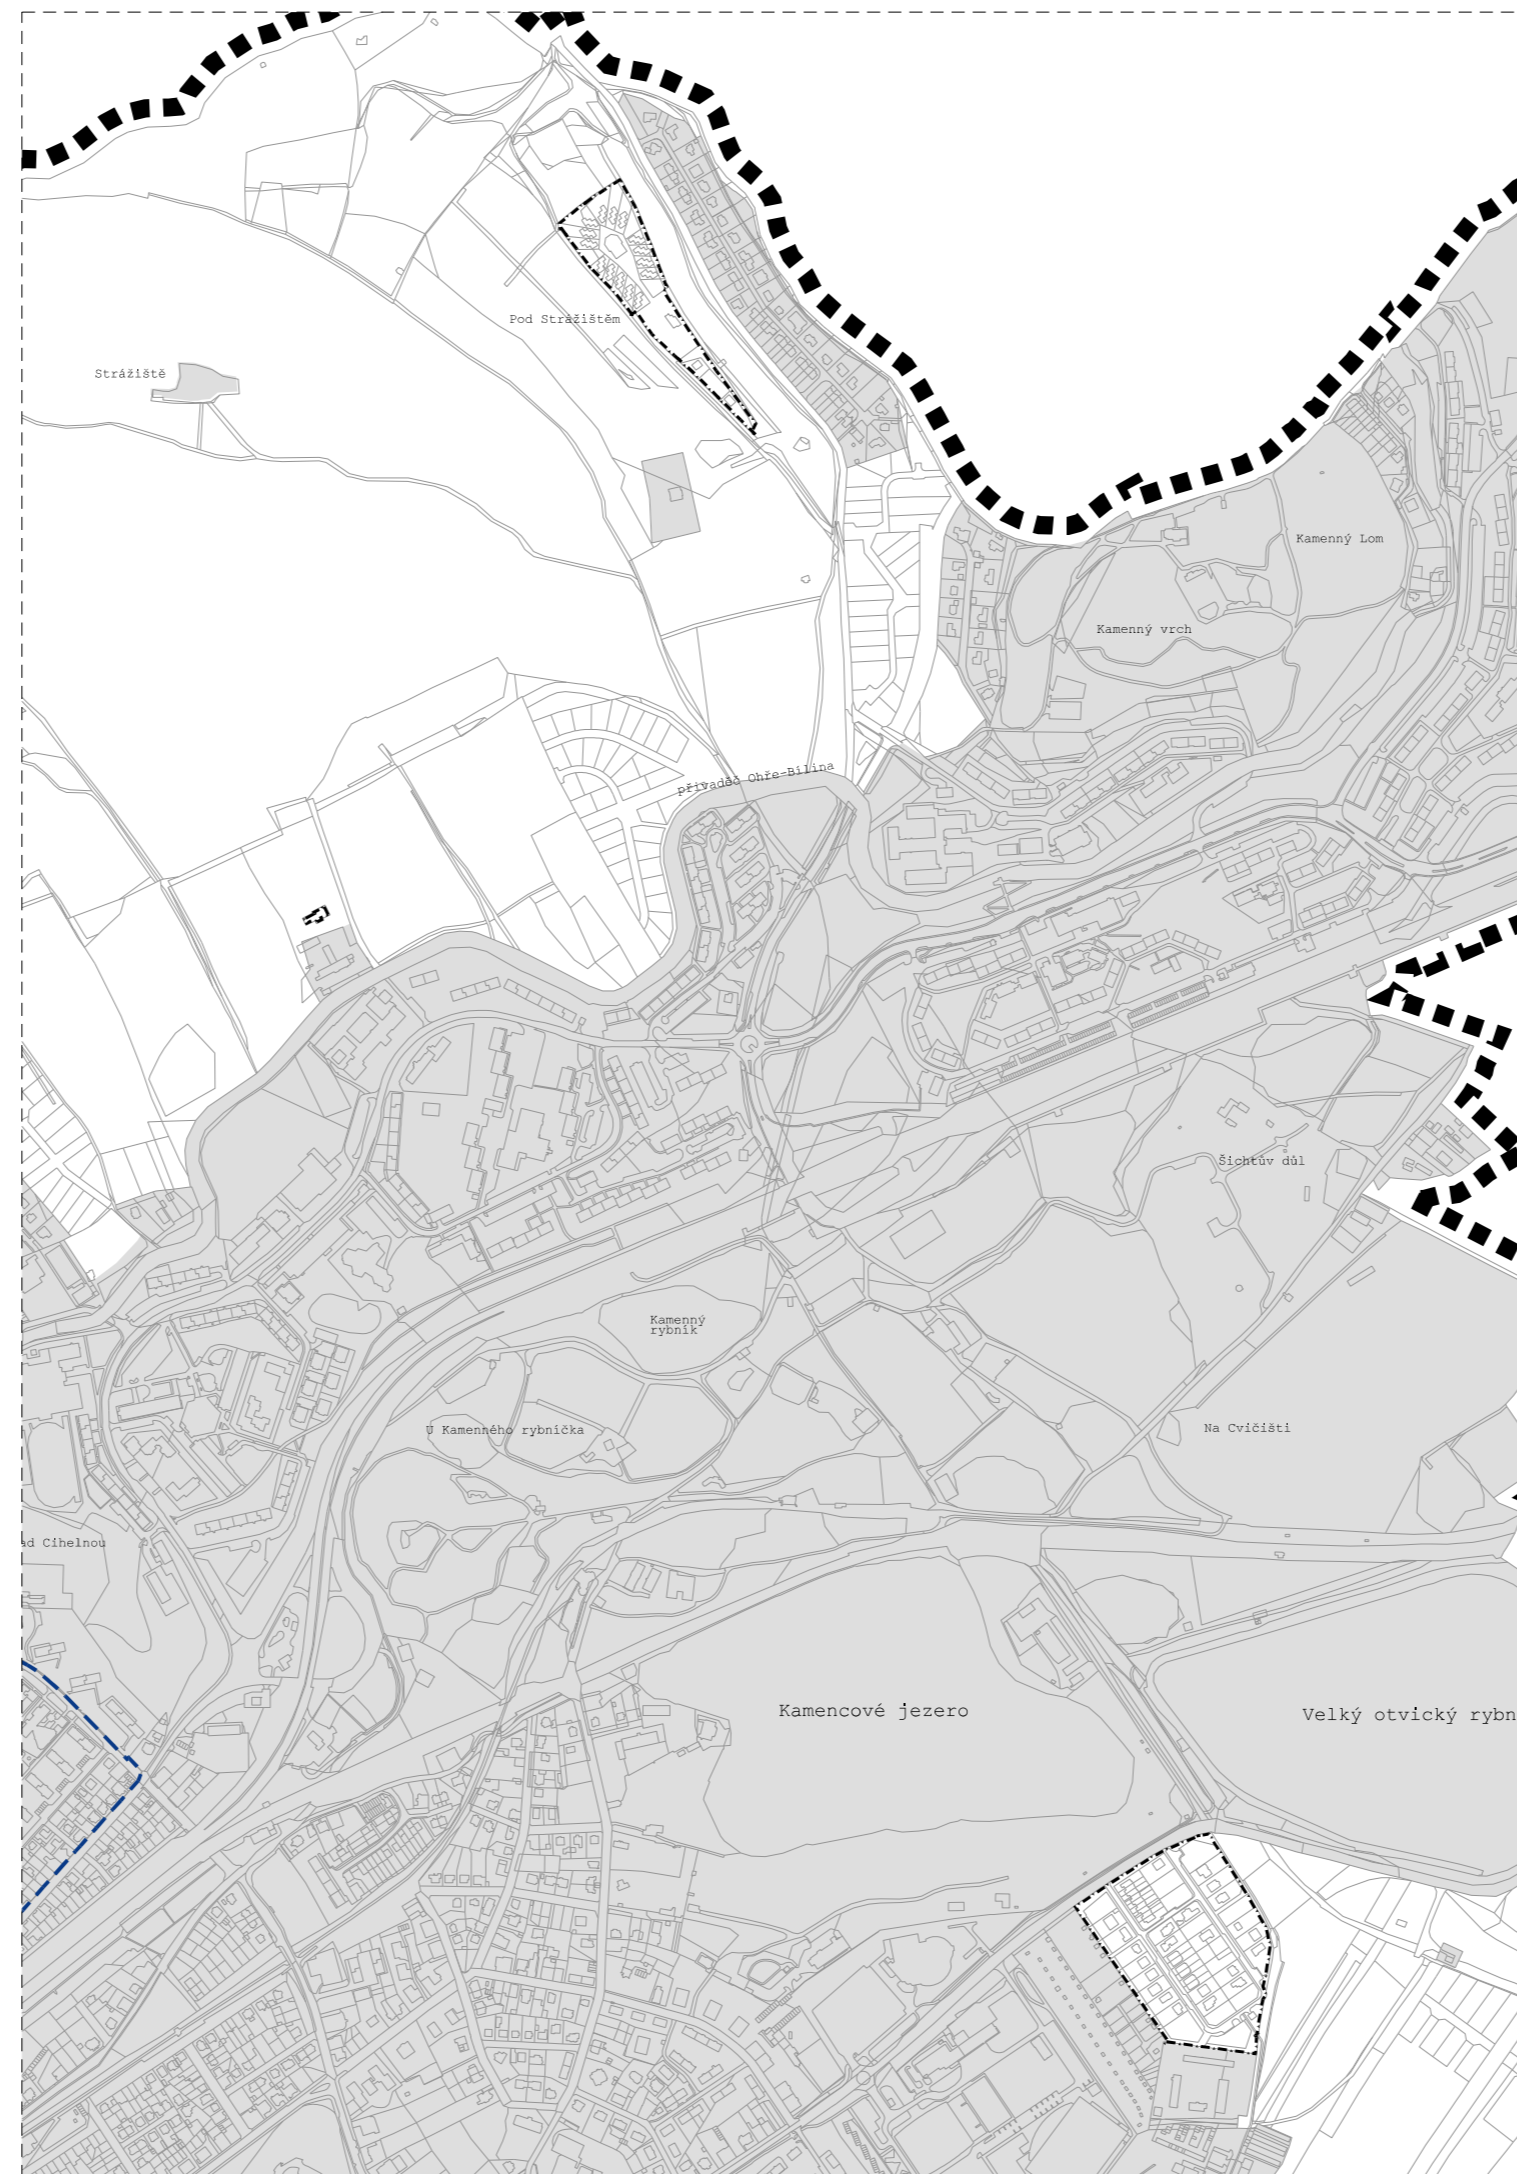 Pod Strážištěm
Strážiště
Kamenný Lom
Kamenný vrch
přivaděč Ohře-Bílina
Šichtův důl
Kamenný
rybník
U Kamenného rybníčka
Na Cvičišti
ad Cihelnou
Kamencové jezero
Velký otvický rybn